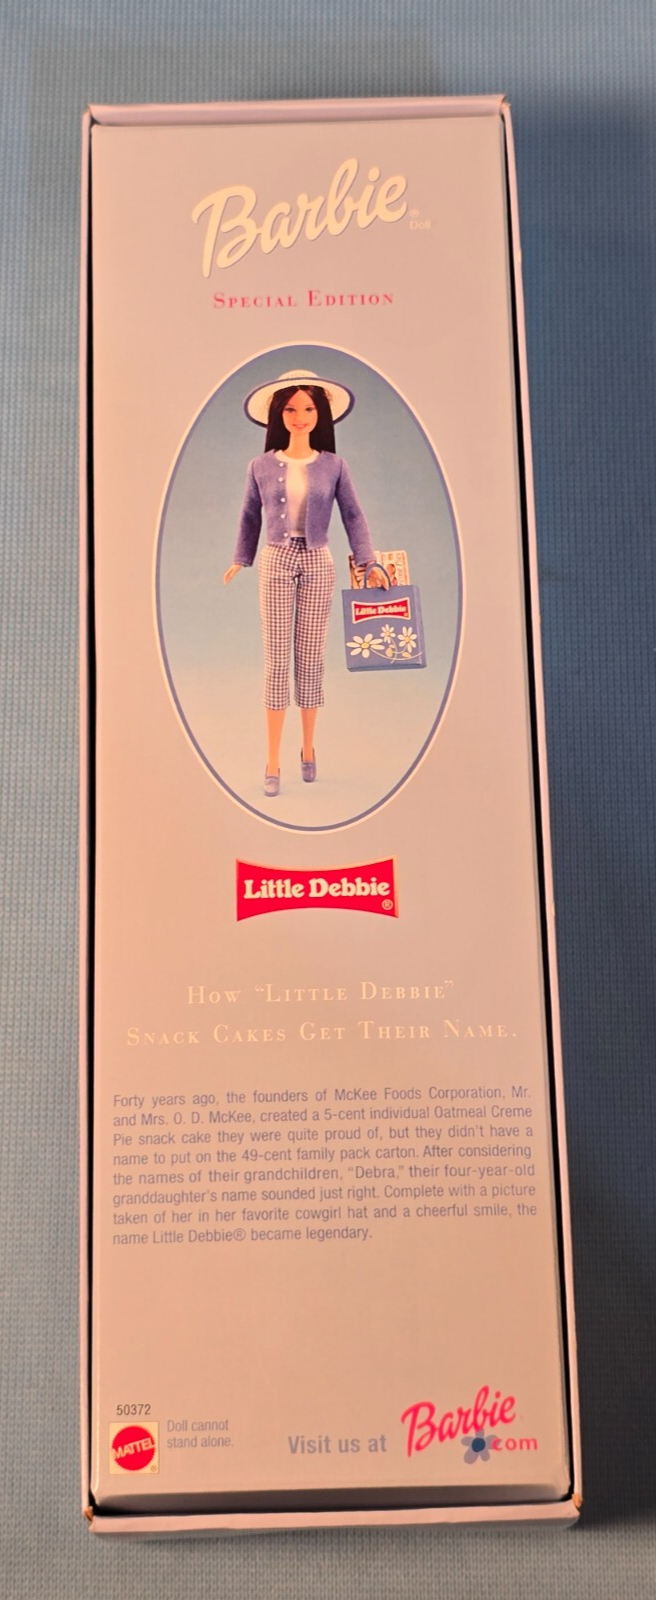 Barbie®
Doll
SPECIAL EDITION
Little Debbie
Little Debbie®
HOW “LITTLE DEBBIE”
SNACK CAKES GET THEIR NAME.
Forty years ago, the founders of McKee Foods Corporation, Mr.
and Mrs. O. D. McKee, created a 5-cent individual Oatmeal Creme
Pie snack cake they were quite proud of, but they didn't have a
name to put on the 49-cent family pack carton. After considering
the names of their grandchildren, “Debra,” their four-year-old
granddaughter's name sounded just right. Complete with a picture
taken of her in her favorite cowgirl hat and a cheerful smile, the
name Little Debbie® became legendary.
50372
MATTEL®
Doll cannot
stand alone.
Visit us at
Barbie
.com